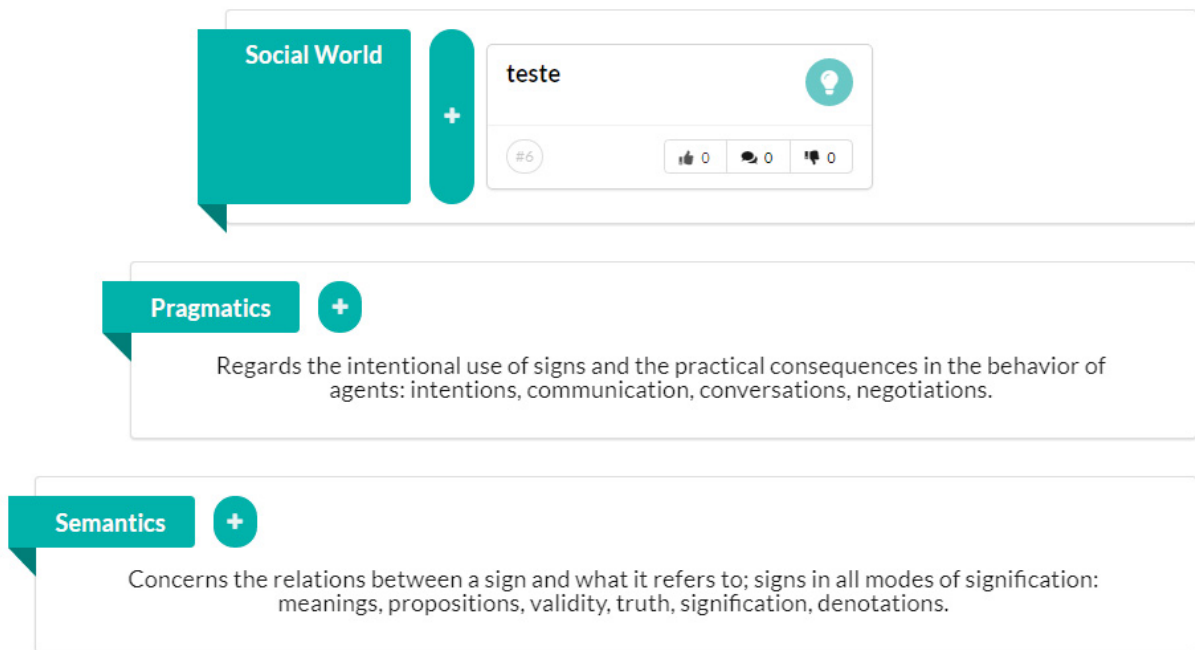 Social World
+
teste
#6
0
0
0
Pragmatics
+
Regards the intentional use of signs and the practical consequences in the behavior of
agents: intentions, communication, conversations, negotiations.
Semantics
+
Concerns the relations between a sign and what it refers to; signs in all modes of signification:
meanings, propositions, validity, truth, signification, denotations.